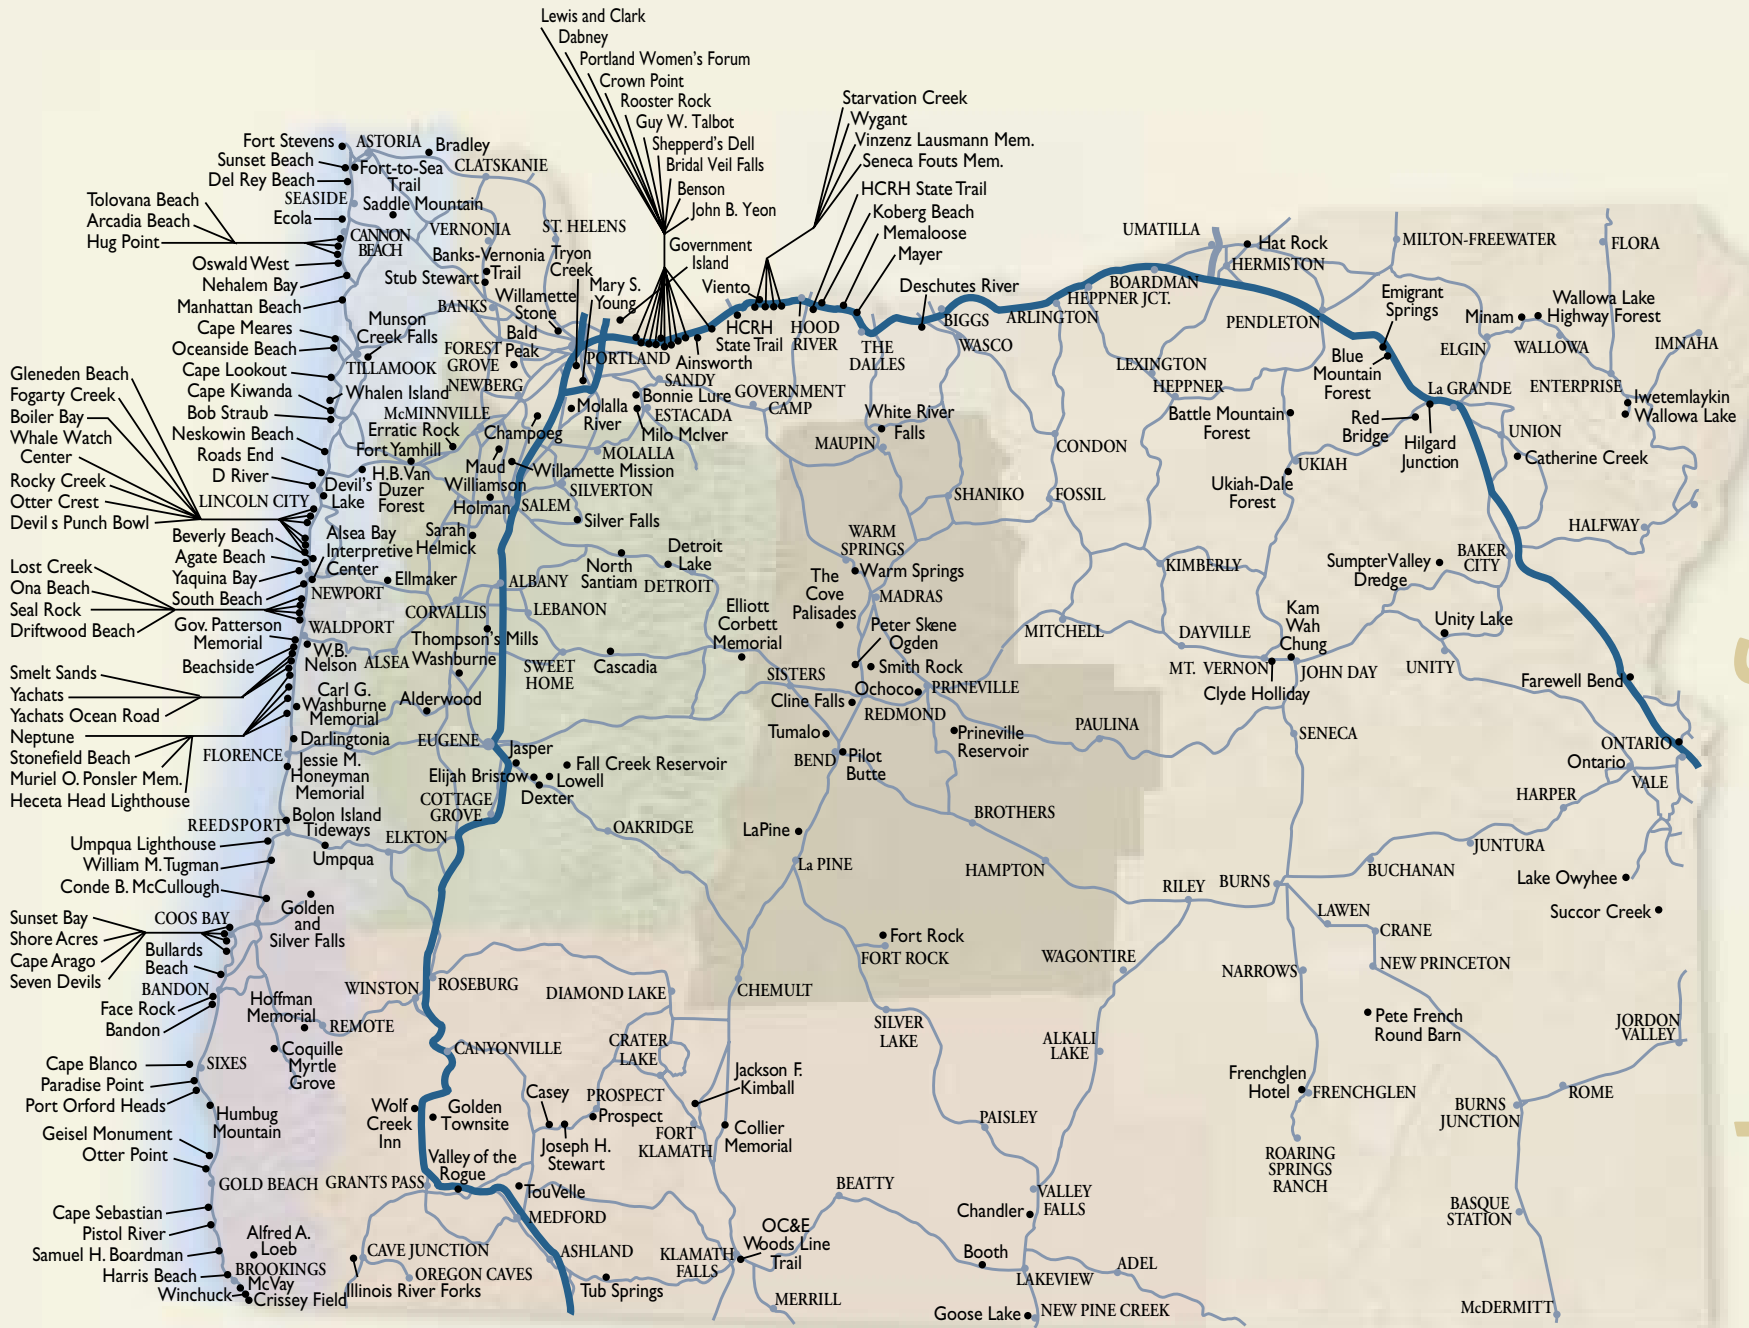 Lewis and Clark
Dabney
Portland Women's Forum
Crown Point
Rooster Rock
Guy W. Talbot
Shepperd's Dell
Bridal Veil Falls
Benson
John B. Yeon
Government
Island
Starvation Creek
Wygant
Vinzenz Lausmann Mem.
Seneca Fouts Mem.
HCRH State Trail
Koberg Beach
Memaloose
Mayer
Deschutes River
Viento
HCRH
State Trail
Ainsworth
HOOD
RIVER
THE
DALLES
BIGGS
WASCO
ARLINGTON
HEPPNER JCT.
BOARDMAN
UMATILLA
Hat Rock
HERMISTON
MILTON-FREEWATER
FLORA
PENDLETON
Emigrant
Springs
Minam
Wallowa Lake
Highway Forest
ELGIN
WALLOWA
IMNAHA
Blue
Mountain
Forest
La GRANDE
ENTERPRISE
Iwetemlaykin
Wallowa Lake
Red
Bridge
Hilgard
Junction
UNION
Catherine Creek
LEXINGTON
HEPPNER
Battle Mountain
Forest
UKIAH
Ukiah-Dale
Forest
CONDON
FOSSIL
SHANIKO
HALFWAY
BAKER
CITY
Sumpter Valley
Dredge
KIMBERLY
Unity Lake
UNITY
Kam
Wah
Chung
DAYVILLE
MT. VERNON
JOHN DAY
Clyde Holliday
MITCHELL
Farewell Bend
ONTARIO
Ontario
VALE
HARPER
JUNTURA
BUCHANAN
Lake Owyhee
Succor Creek
SENECA
PAULINA
BROTHERS
HAMPTON
RILEY
BURNS
LAWEN
CRANE
NEW PRINCETON
NARROWS
WAGONTIRE
Pete French
Round Barn
JORDON
VALLEY
ALKALI
LAKE
Frenchglen
Hotel
FRENCHGLEN
ROME
BURNS
JUNCTION
ROARING
SPRINGS
RANCH
BASQUE
STATION
McDERMITT
Fort Stevens
ASTORIA
Bradley
Sunset Beach
Fort-to-Sea
Trail
CLATSKANIE
Del Rey Beach
SEASIDE
Saddle Mountain
Tolovana Beach
Arcadia Beach
Hug Point
Ecola
CANNON
BEACH
VERNONIA
ST. HELENS
Oswald West
Nehalem Bay
Manhattan Beach
Banks-Vernonia
Trail
Stub Stewart
Tryon
Creek
Mary S.
Young
BANKS
Willamette
Stone
Cape Meares
Oceanside Beach
Munson
Creek Falls
Bald
Peak
FOREST
GROVE
PORTLAND
Cape Lookout
TILLAMOOK
NEWBERG
SANDY
GOVERNMENT
CAMP
Cape Kiwanda
Whalen Island
Bob Straub
McMINNVILLE
Erratic Rock
Champoeg
Molalla
River
Bonnie Lure
ESTACADA
Milo McIver
White River
Falls
MAUPIN
Neskowin Beach
Fort Yamhill
MOLALLA
Gleneden Beach
Fogarty Creek
Boiler Bay
Whale Watch
Center
Rocky Creek
Otter Crest
Devil s Punch Bowl
Roads End
D River
LINCOLN CITY
Devil's
Lake
H.B. Van
Duzer
Forest
Maud
Williamson
Willamette Mission
Holman
SALEM
SILVERTON
Silver Falls
Beverly Beach
Agate Beach
Yaquina Bay
South Beach
Alsea Bay
Interpretive
Center
Sarah
Helmick
Ellmaker
NEWPORT
Detroit
Lake
North
Santiam
DETROIT
WARM
SPRINGS
Warm Springs
The
Cove
Palisades
MADRAS
Lost Creek
Ona Beach
Seal Rock
Driftwood Beach
CORVALLIS
ALBANY
LEBANON
Gov. Patterson
Memorial
WALDPORT
Beachside
W.B.
Nelson
ALSEA
Thompson's Mills
Washburne
SWEET
HOME
Cascadia
Elliott
Corbett
Memorial
Peter Skene
Ogden
Smith Rock
SISTERS
Ochoco
PRINEVILLE
Cline Falls
REDMOND
Smelt Sands
Yachats
Yachats Ocean Road
Neptune
Stonefield Beach
Muriel O. Ponsler Mem.
Heceta Head Lighthouse
Carl G.
Washburne
Memorial
Alderwood
Darlingtonia
EUGENE
FLORENCE
Jessie M.
Honeyman
Memorial
Jasper
Elijah Bristow
Fall Creek Reservoir
Lowell
Dexter
Tumalo
BEND
Pilot
Butte
Prineville
Reservoir
COTTAGE
GROVE
Bolon Island
Tideways
REEDSPORT
ELKTON
OAKRIDGE
LaPine
La PINE
Umpqua Lighthouse
Umpqua
William M. Tugman
Conde B. McCullough
Golden
and
Silver Falls
Sunset Bay
Shore Acres
Cape Arago
Seven Devils
COOS BAY
Bullards
Beach
BANDON
Face Rock
Bandon
Fort Rock
FORT ROCK
WINSTON
ROSEBURG
DIAMOND LAKE
CHEMULT
Hoffman
Memorial
REMOTE
SILVER
LAKE
Coquille
Myrtle
Grove
CANYONVILLE
CRATER
LAKE
Cape Blanco
SIXES
Paradise Point
Port Orford Heads
Humbug
Mountain
Wolf
Creek
Inn
Golden
Townsite
Casey
PROSPECT
Prospect
Joseph H.
Stewart
Jackson F.
Kimball
FORT
KLAMATH
Collier
Memorial
PAISLEY
Geisel Monument
Otter Point
Valley of the
Rogue
GOLD BEACH
GRANTS PASS
TouVelle
BEATTY
VALLEY
FALLS
Chandler
Cape Sebastian
Pistol River
MEDFORD
Samuel H. Boardman
Alfred A.
Loeb
CAVE JUNCTION
ASHLAND
KLAMATH
FALLS
OC&E
Woods Line
Trail
Booth
ADEL
Harris Beach
BROOKINGS
OREGON CAVES
LAKEVIEW
McVay
Winchuck
Crissey Field
Illinois River Forks
Tub Springs
MERRILL
Goose Lake
NEW PINE CREEK